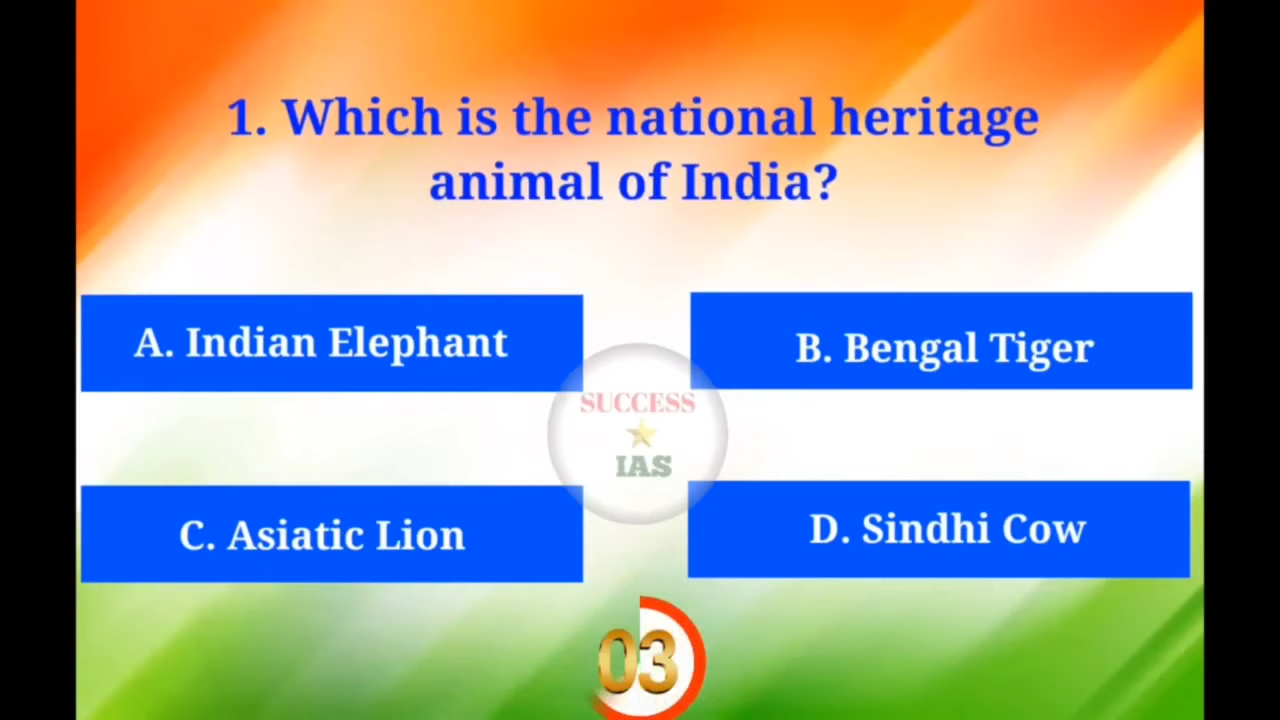 1. Which is the national heritage
animal of India?
A. Indian Elephant
B. Bengal Tiger
SUCCESS
IAS
C. Asiatic Lion
D. Sindhi Cow
03